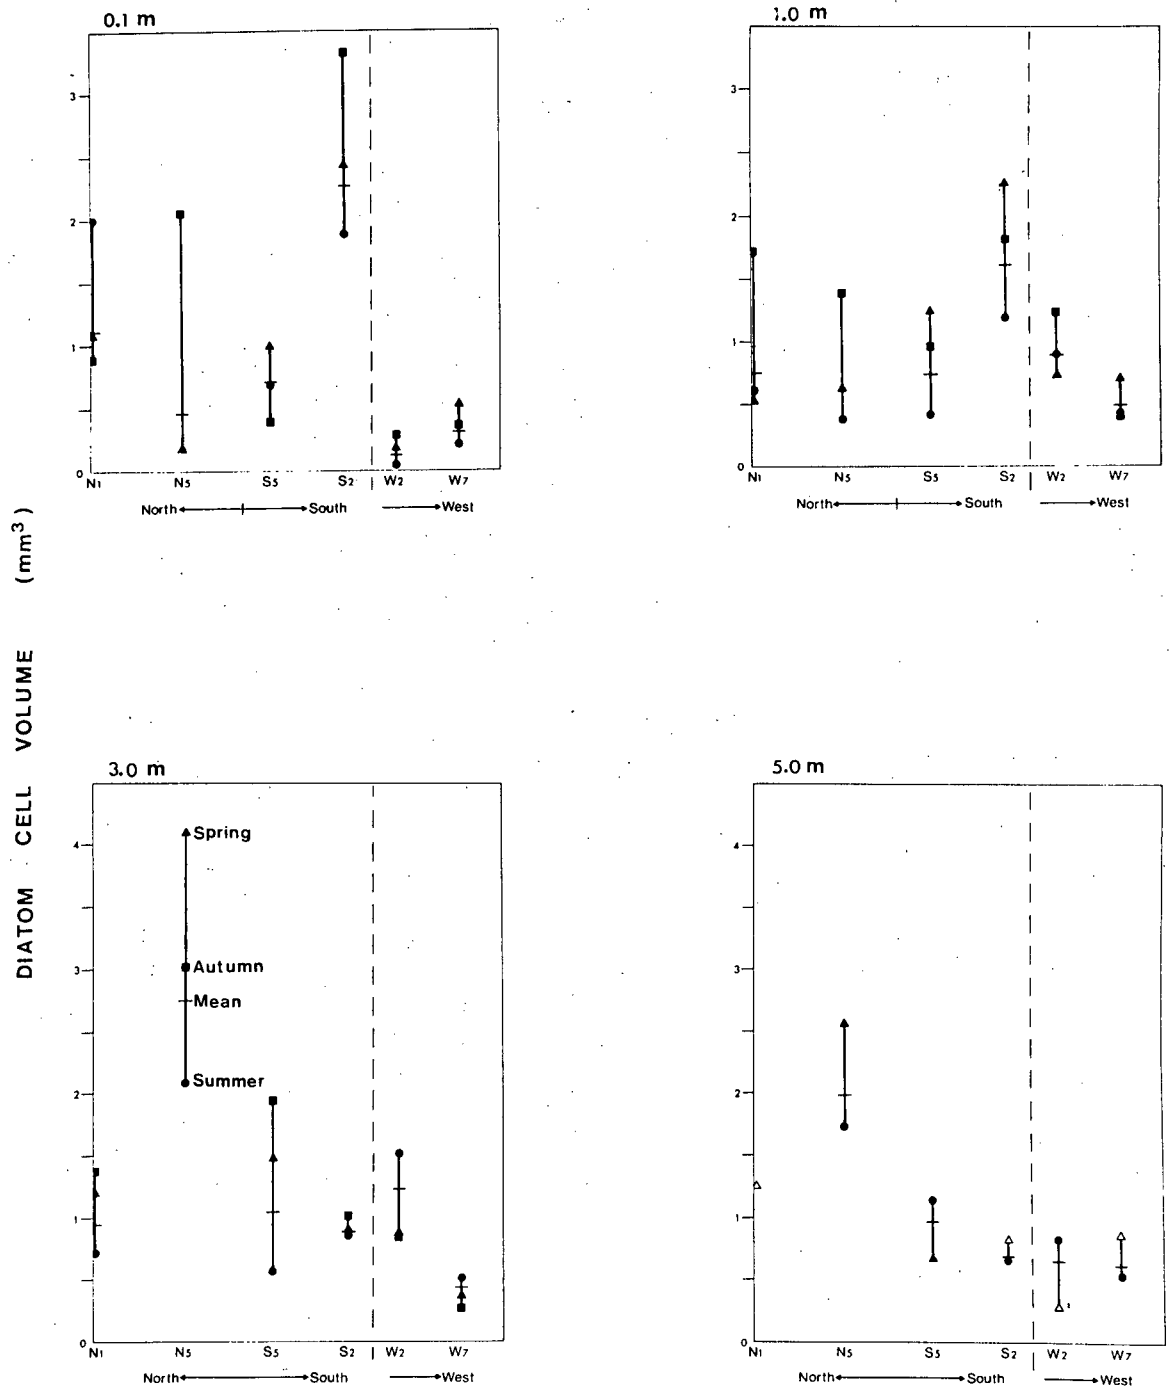 0.1 m
3
2
1
0
N1 N5 S5 S2 W2 W7
North South West
1.0 m
3
2
1
0
N1 N5 S5 S2 W2 W7
North South West
DIATOM CELL VOLUME (mm³)
3.0 m
4
3
2
1
0
Spring
Autumn
Mean
Summer
N1 N5 S5 S2 W2 W7
North South West
5.0 m
4
3
2
1
0
N1 N5 S5 S2 W2 W7
North South West